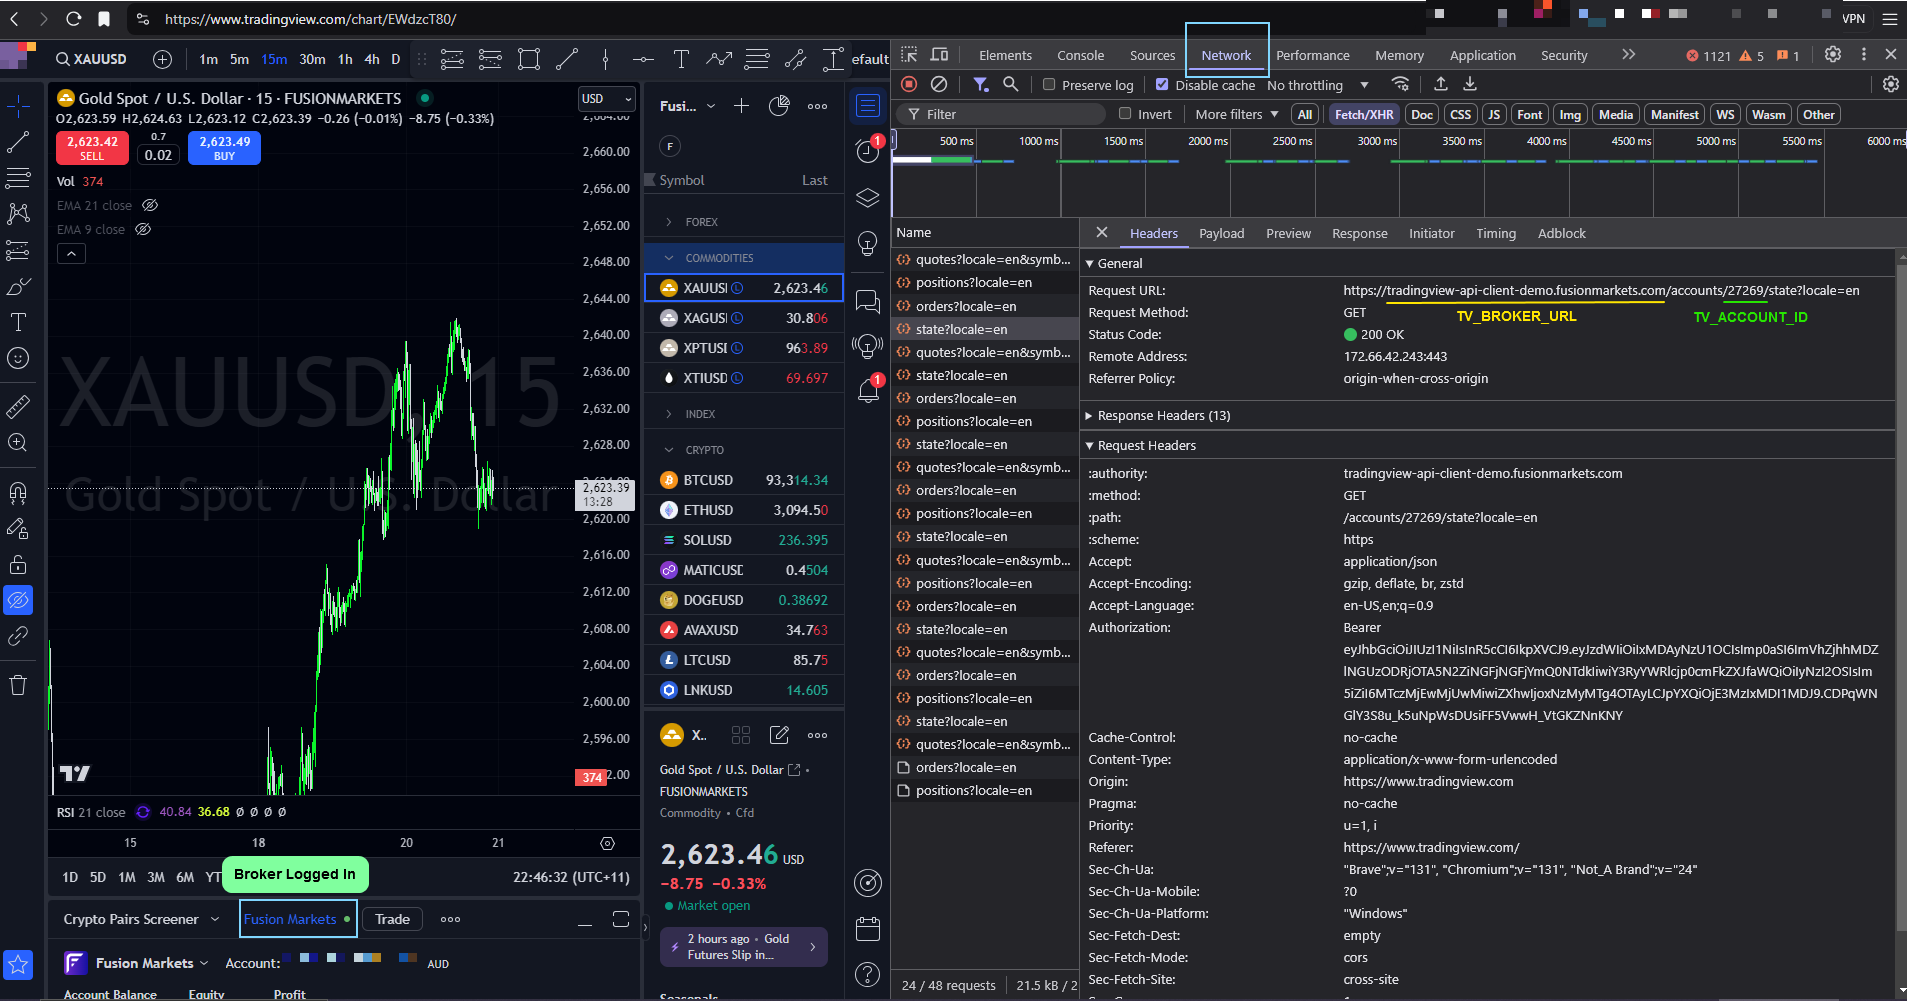 https://www.tradingview.com/chart/EWdzcT80/
VPN
XAUUSD
1m 5m 15m 30m 1h 4h D
efault
Gold Spot / U.S. Dollar · 15 · FUSIONMARKETS
USD
O2,623.59 H2,624.63 L2,623.12 C2,623.39 −0.26 (−0.01%) −8.75 (−0.33%)
2,623.42
SELL
0.7
0.02
2,623.49
BUY
Vol 374
EMA 21 close
EMA 9 close
XAUUSD, 15
Gold Spot / U.S. Dollar
2,660.00
2,656.00
2,652.00
2,648.00
2,644.00
2,640.00
2,636.00
2,632.00
2,628.00
2,623.39
13:28
2,620.00
2,616.00
2,612.00
2,608.00
2,604.00
2,600.00
2,596.00
374
2.00
RSI 21 close 40.84 36.68 Ø Ø Ø Ø
15 18 20 21
1D 5D 1M 3M 6M YT
Broker Logged In
22:46:32 (UTC+11)
Crypto Pairs Screener
Fusion Markets
Trade
Fusion Markets
Account:
AUD
Account Balance Equity Profit
Fusi...
F
Symbol Last
FOREX
COMMODITIES
XAUUSI L 2,623.46
XAGUSI L 30.806
XPTUSI L 963.89
XTIUSD L 69.697
INDEX
CRYPTO
BTCUSD 93,314.34
ETHUSD 3,094.50
SOLUSD 236.395
MATICUSD 0.4504
DOGEUSD 0.38692
AVAXUSD 34.763
LTCUSD 85.75
LNKUSD 14.605
X..
Gold Spot / U.S. Dollar
FUSIONMARKETS
Commodity • Cfd
2,623.46 USD
−8.75 −0.33%
Market open
2 hours ago • Gold
Futures Slip in...
Seasonals
1
1
Elements Console Sources Network Performance Memory Application Security
1121 5 1
Preserve log
Disable cache
No throttling
Filter
Invert
More filters
All Fetch/XHR Doc CSS JS Font Img Media Manifest WS Wasm Other
500 ms 1000 ms 1500 ms 2000 ms 2500 ms 3000 ms 3500 ms 4000 ms 4500 ms 5000 ms 5500 ms 6000 ms
Name
quotes?locale=en&symb...
positions?locale=en
orders?locale=en
state?locale=en
quotes?locale=en&symb...
state?locale=en
orders?locale=en
positions?locale=en
state?locale=en
quotes?locale=en&symb...
orders?locale=en
positions?locale=en
state?locale=en
quotes?locale=en&symb...
positions?locale=en
orders?locale=en
state?locale=en
quotes?locale=en&symb...
orders?locale=en
positions?locale=en
state?locale=en
quotes?locale=en&symb...
orders?locale=en
positions?locale=en
24 / 48 requests 21.5 kB / 2
Headers Payload Preview Response Initiator Timing Adblock
General
Request URL: https://tradingview-api-client-demo.fusionmarkets.com/accounts/27269/state?locale=en
TV_BROKER_URL
TV_ACCOUNT_ID
Request Method: GET
Status Code: 200 OK
Remote Address: 172.66.42.243:443
Referrer Policy: origin-when-cross-origin
Response Headers (13)
Request Headers
:authority: tradingview-api-client-demo.fusionmarkets.com
:method: GET
:path: /accounts/27269/state?locale=en
:scheme: https
Accept: application/json
Accept-Encoding: gzip, deflate, br, zstd
Accept-Language: en-US,en;q=0.9
Authorization: Bearer
Cache-Control: no-cache
Content-Type: application/x-www-form-urlencoded
Origin: https://www.tradingview.com
Pragma: no-cache
Priority: u=1, i
Referer: https://www.tradingview.com/
Sec-Ch-Ua: "Brave";v="131", "Chromium";v="131", "Not_A Brand";v="24"
Sec-Ch-Ua-Mobile: ?0
Sec-Ch-Ua-Platform: "Windows"
Sec-Fetch-Dest: empty
Sec-Fetch-Mode: cors
Sec-Fetch-Site: cross-site